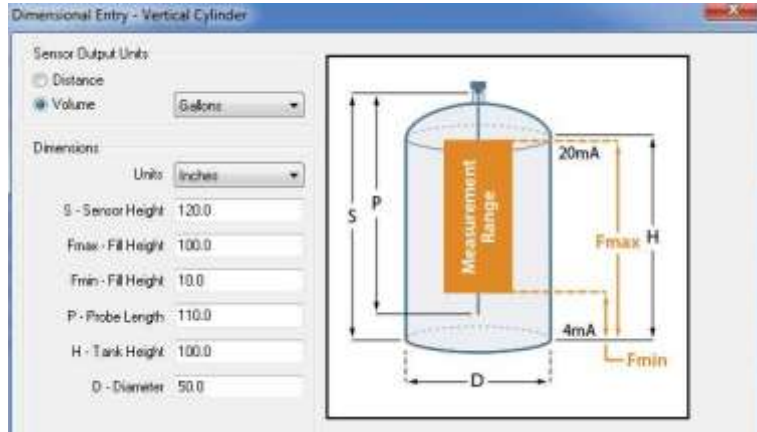 Dimensional Entry - Vertical Cylinder
Sensor Output Units
Distance
Volume
Gallons
Dimensions
Units
Inches
S - Sensor Height
120.0
Fmax - Fill Height
100.0
Fmin - Fill Height
10.0
P - Probe Length
110.0
H - Tank Height
100.0
D - Diameter
50.0
S
P
Measurement
Range
20mA
Fmax
H
4mA
Fmin
D